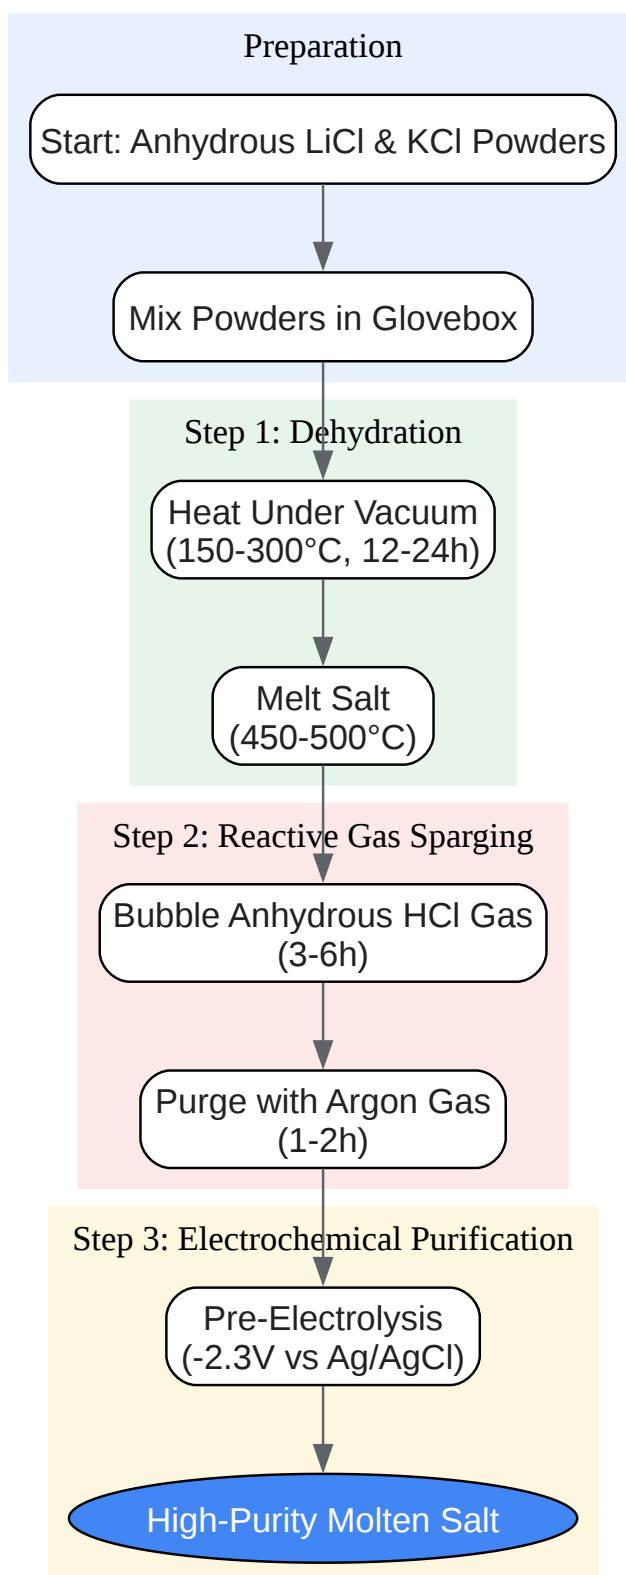 Preparation
Start: Anhydrous LiCl & KCl Powders
Mix Powders in Glovebox
Step 1: Dehydration
Heat Under Vacuum
(150-300°C, 12-24h)
Melt Salt
(450-500°C)
Step 2: Reactive Gas Sparging
Bubble Anhydrous HCl Gas
(3-6h)
Purge with Argon Gas
(1-2h)
Step 3: Electrochemical Purification
Pre-Electrolysis
(-2.3V vs Ag/AgCl)
High-Purity Molten Salt